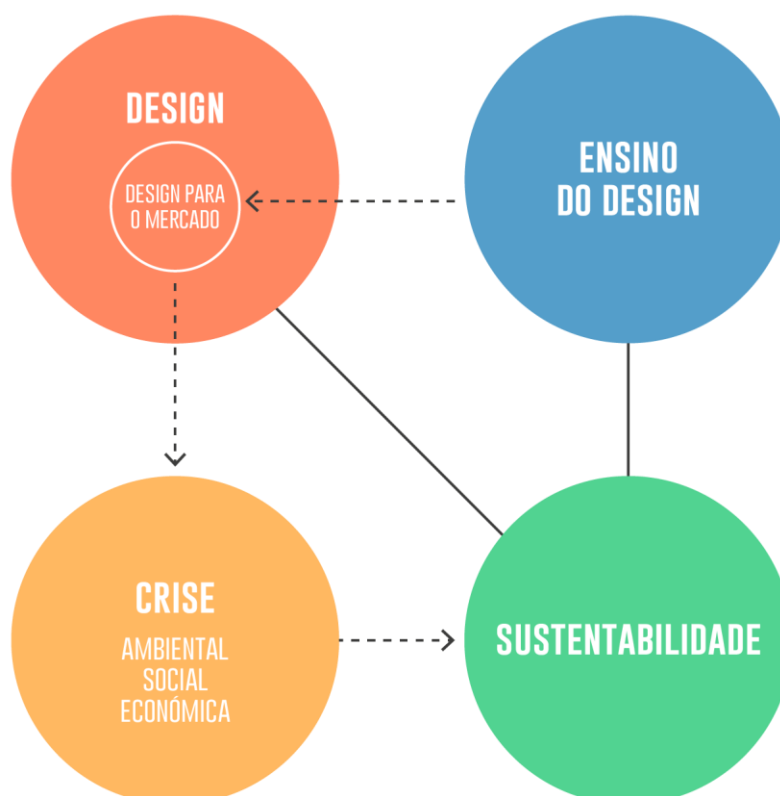 DESIGN
DESIGN PARA
O MERCADO
ENSINO
DO DESIGN
CRISE
AMBIENTAL
SOCIAL
ECONÓMICA
SUSTENTABILIDADE